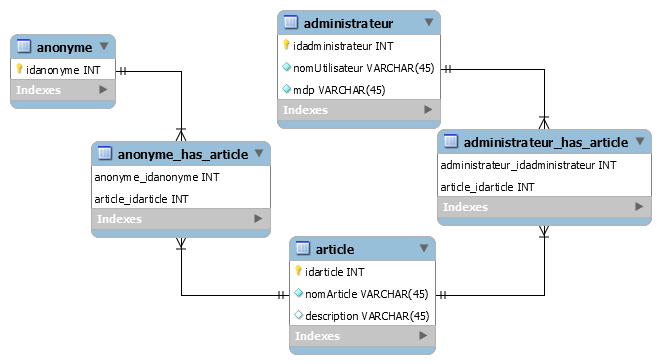 anonyme
idanonyme INT
Indexes
administrateur
idadministrateur INT
nomUtilisateur VARCHAR(45)
mdp VARCHAR(45)
Indexes
anonyme_has_article
anonyme_idanonyme INT
article_idarticle INT
Indexes
administrateur_has_article
administrateur_idadministrateur INT
article_idarticle INT
Indexes
article
idarticle INT
nomArticle VARCHAR(45)
description VARCHAR(45)
Indexes